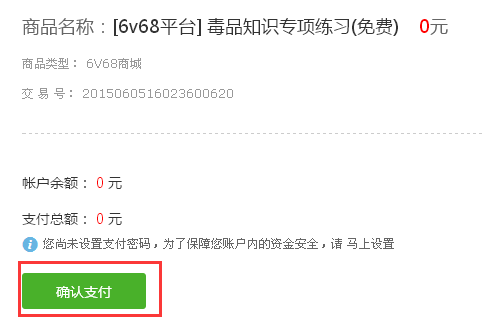 商品名称：[6v68平台] 毒品知识专项练习(免费) 0元
商品类型： 6V68商城
交 易 号： 2015060516023600620
帐户余额： 0 元
支付总额： 0 元
您尚未设置支付密码，为了保障您账户内的资金安全，请 马上设置
确认支付